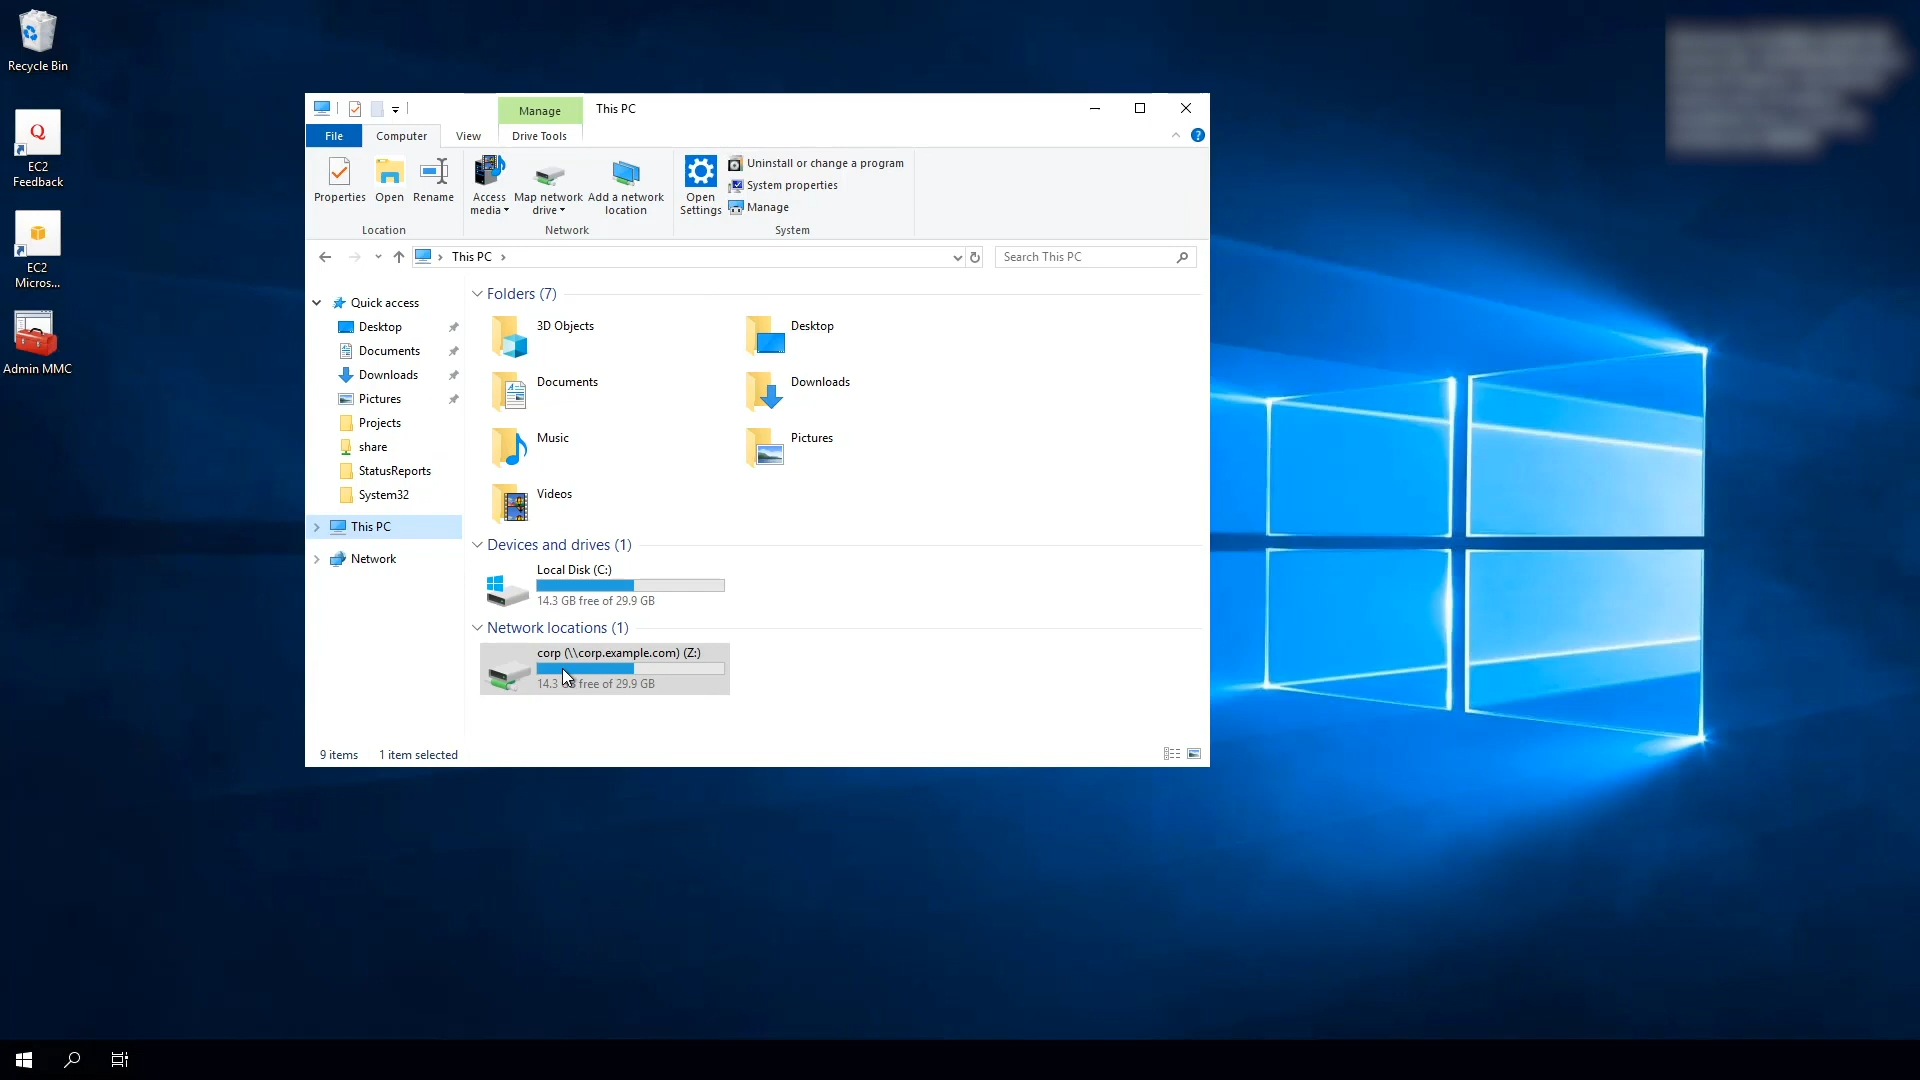 Recycle Bin
EC2
Feedback
EC2
Micros...
Admin MMC
Manage
This PC
File
Computer
View
Drive Tools
Properties
Open
Rename
Access
media
Map network
drive
Add a network
location
Open
Settings
Uninstall or change a program
System properties
Manage
Location
Network
System
This PC
Search This PC
Quick access
Desktop
Documents
Downloads
Pictures
Projects
share
StatusReports
System32
This PC
Network
Folders (7)
3D Objects
Desktop
Documents
Downloads
Music
Pictures
Videos
Devices and drives (1)
Local Disk (C:)
14.3 GB free of 29.9 GB
Network locations (1)
corp (\\corp.example.com) (Z:)
14.3 GB free of 29.9 GB
9 items
1 item selected